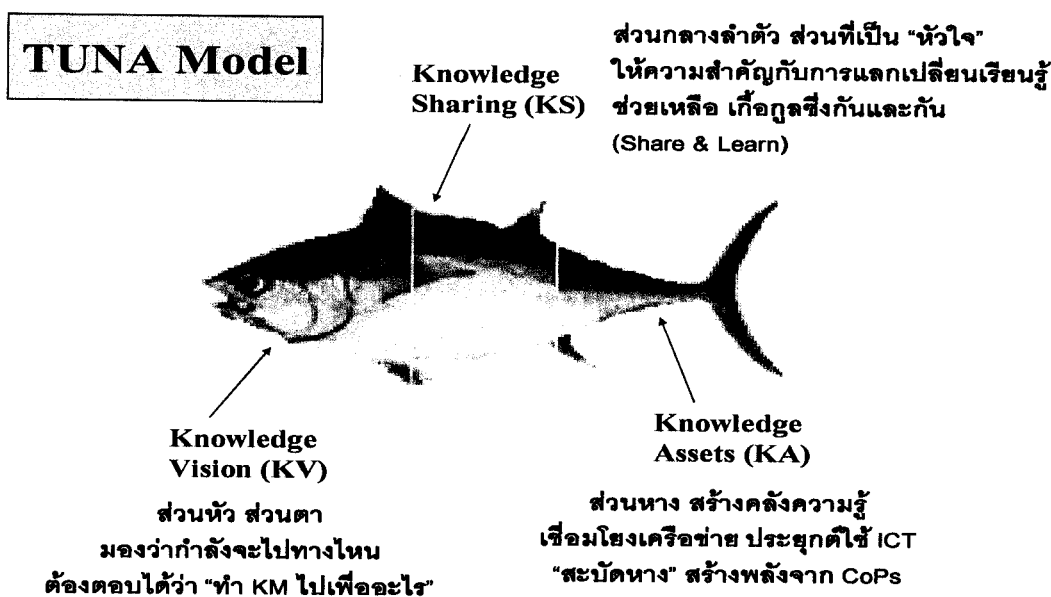 TUNA Model
Knowledge
Sharing (KS)
ส่วนกลางลำตัว ส่วนที่เป็น “หัวใจ”
ให้ความสำคัญกับการแลกเปลี่ยนเรียนรู้
ช่วยเหลือ เกื้อกูลซึ่งกันและกัน
(Share & Learn)
Knowledge
Vision (KV)
ส่วนหัว ส่วนตา
มองว่ากำลังจะไปทางไหน
ต้องตอบได้ว่า “ทำ KM ไปเพื่ออะไร”
Knowledge
Assets (KA)
ส่วนหาง สร้างคลังความรู้
เชื่อมโยงเครือข่าย ประยุกต์ใช้ ICT
“สะบัดหาง” สร้างพลังจาก CoPs